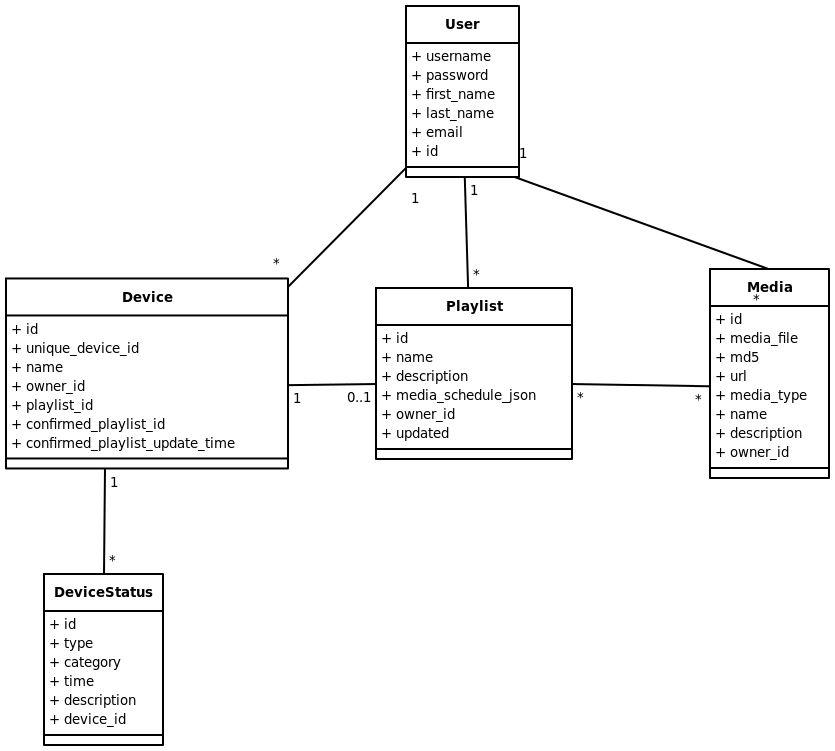 User
+ username
+ password
+ first_name
+ last_name
+ email
+ id
1
1
1
*
*
*
Device
+ id
+ unique_device_id
+ name
+ owner_id
+ playlist_id
+ confirmed_playlist_id
+ confirmed_playlist_update_time
1
0..1
Playlist
+ id
+ name
+ description
+ media_schedule_json
+ owner_id
+ updated
*
*
Media
+ id
+ media_file
+ md5
+ url
+ media_type
+ name
+ description
+ owner_id
1
*
DeviceStatus
+ id
+ type
+ category
+ time
+ description
+ device_id